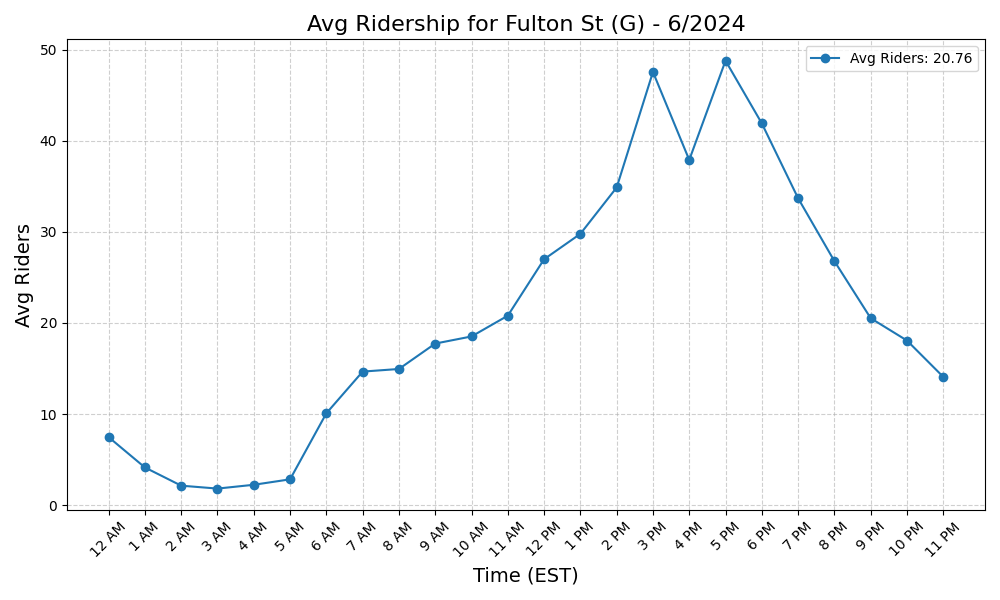 Avg Ridership for Fulton St (G) - 6/2024
Avg Riders: 20.76
Avg Riders
50
40
30
20
10
0
12 AM
1 AM
2 AM
3 AM
4 AM
5 AM
6 AM
7 AM
8 AM
9 AM
10 AM
11 AM
12 PM
1 PM
2 PM
3 PM
4 PM
5 PM
6 PM
7 PM
8 PM
9 PM
10 PM
11 PM
Time (EST)